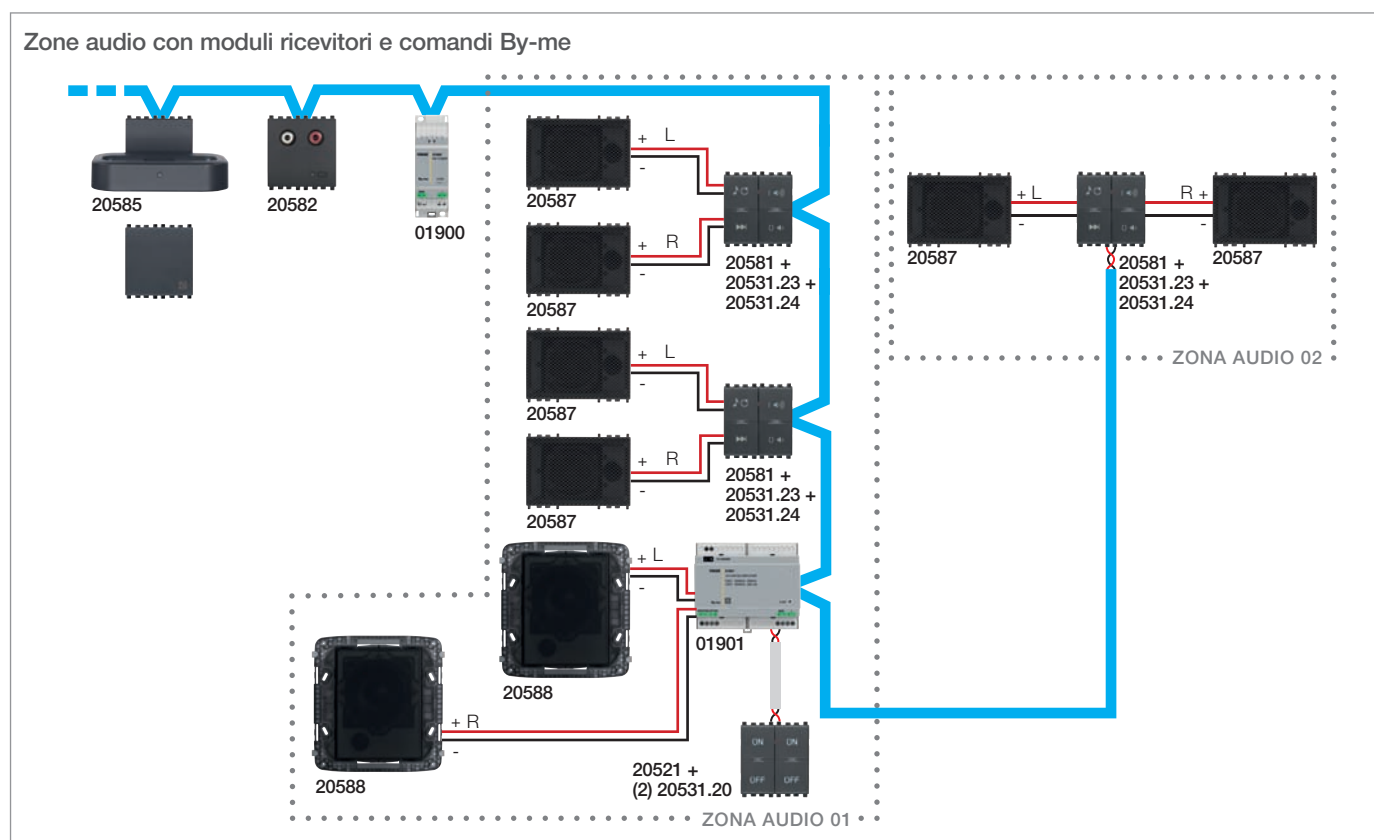 Zone audio con moduli ricevitori e comandi By-me
20585
20582
01900
+ L
-
20587
+ R
-
20587
20581 +
20531.23 +
20531.24
+ L
-
20587
+ R
-
20587
20581 +
20531.23 +
20531.24
+ L
-
20588
+ R
-
20588
01901
ON ON
OFF OFF
20521 +
(2) 20531.20
ZONA AUDIO 01
+ L
-
20587
R +
-
20587
20581 +
20531.23 +
20531.24
ZONA AUDIO 02